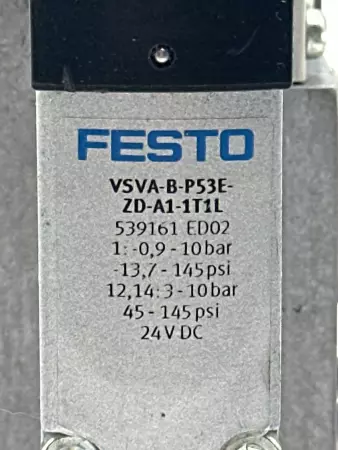 FESTO
VSVA-B-P53E-
ZD-A1-1T1L
539161 ED02
1: -0,9 - 10 bar
-13,7 - 145 psi
12,14: 3 - 10 bar
45 - 145 psi
24 V DC